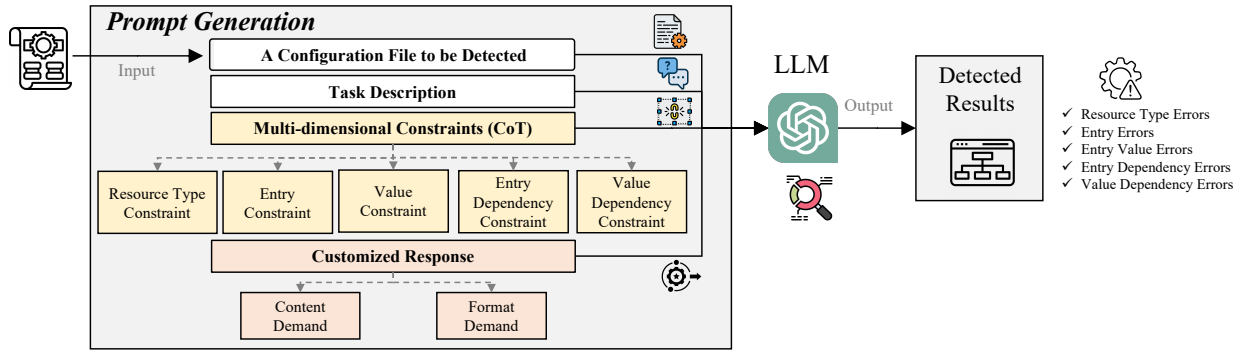 Prompt Generation
Input
A Configuration File to be Detected
Task Description
Multi-dimensional Constraints (CoT)
Resource Type
Constraint
Entry
Constraint
Value
Constraint
Entry
Dependency
Constraint
Value
Dependency
Constraint
Customized Response
Content
Demand
Format
Demand
LLM
Output
Detected
Results
✓ Resource Type Errors
✓ Entry Errors
✓ Entry Value Errors
✓ Entry Dependency Errors
✓ Value Dependency Errors